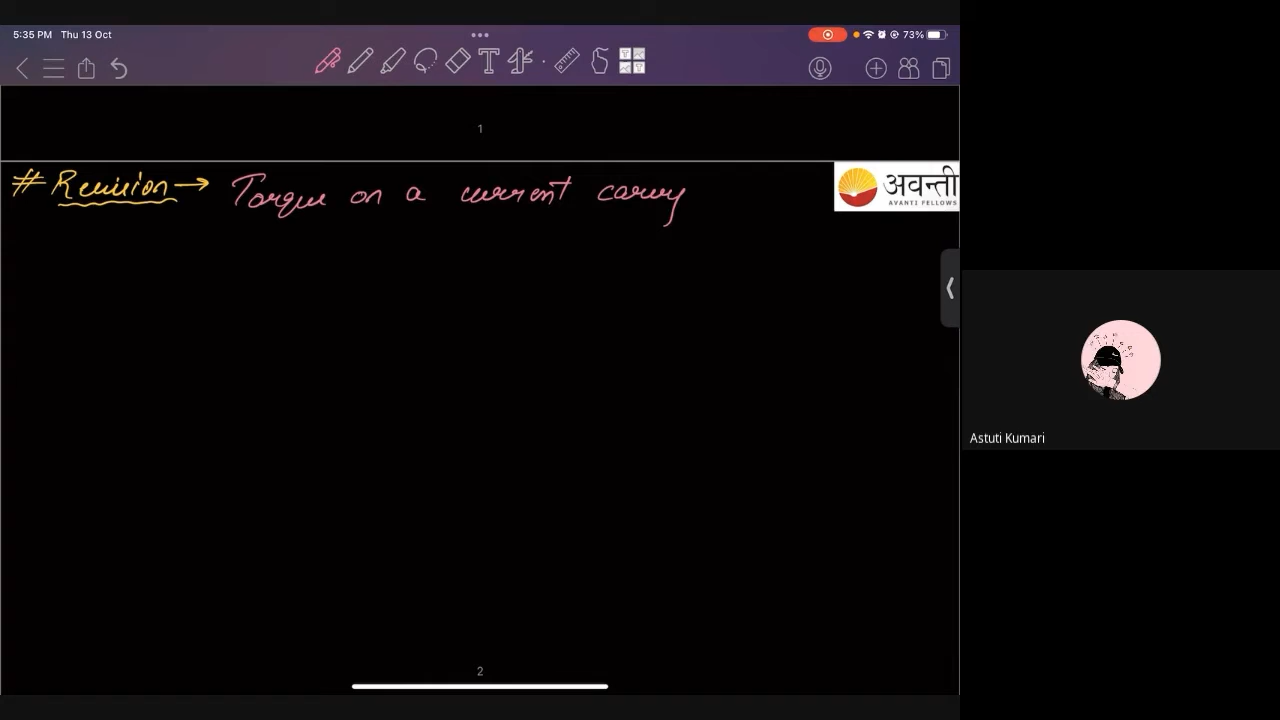 5:35 PM Thu 13 Oct
73%
1
# Revision → Torque on a current carry
अवन्ती
AVANTI FELLOWS
Astuti Kumari
2